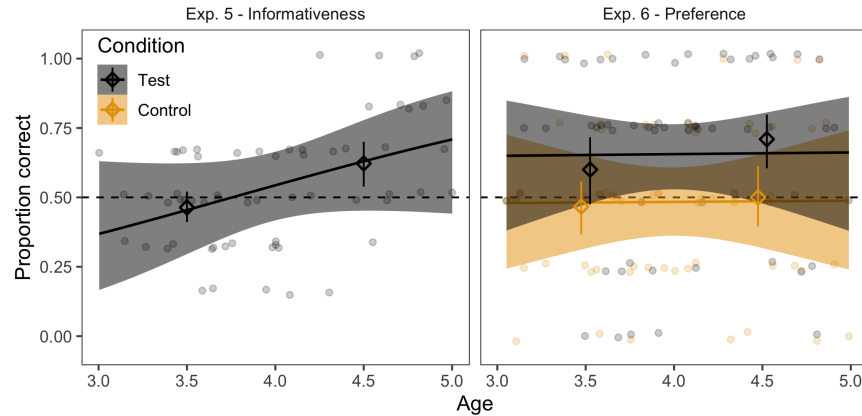 Exp. 5 - Informativeness
Exp. 6 - Preference
Condition
Test
Control
Proportion correct
1.00
0.75
0.50
0.25
0.00
3.0 3.5 4.0 4.5 5.0
3.0 3.5 4.0 4.5 5.0
Age